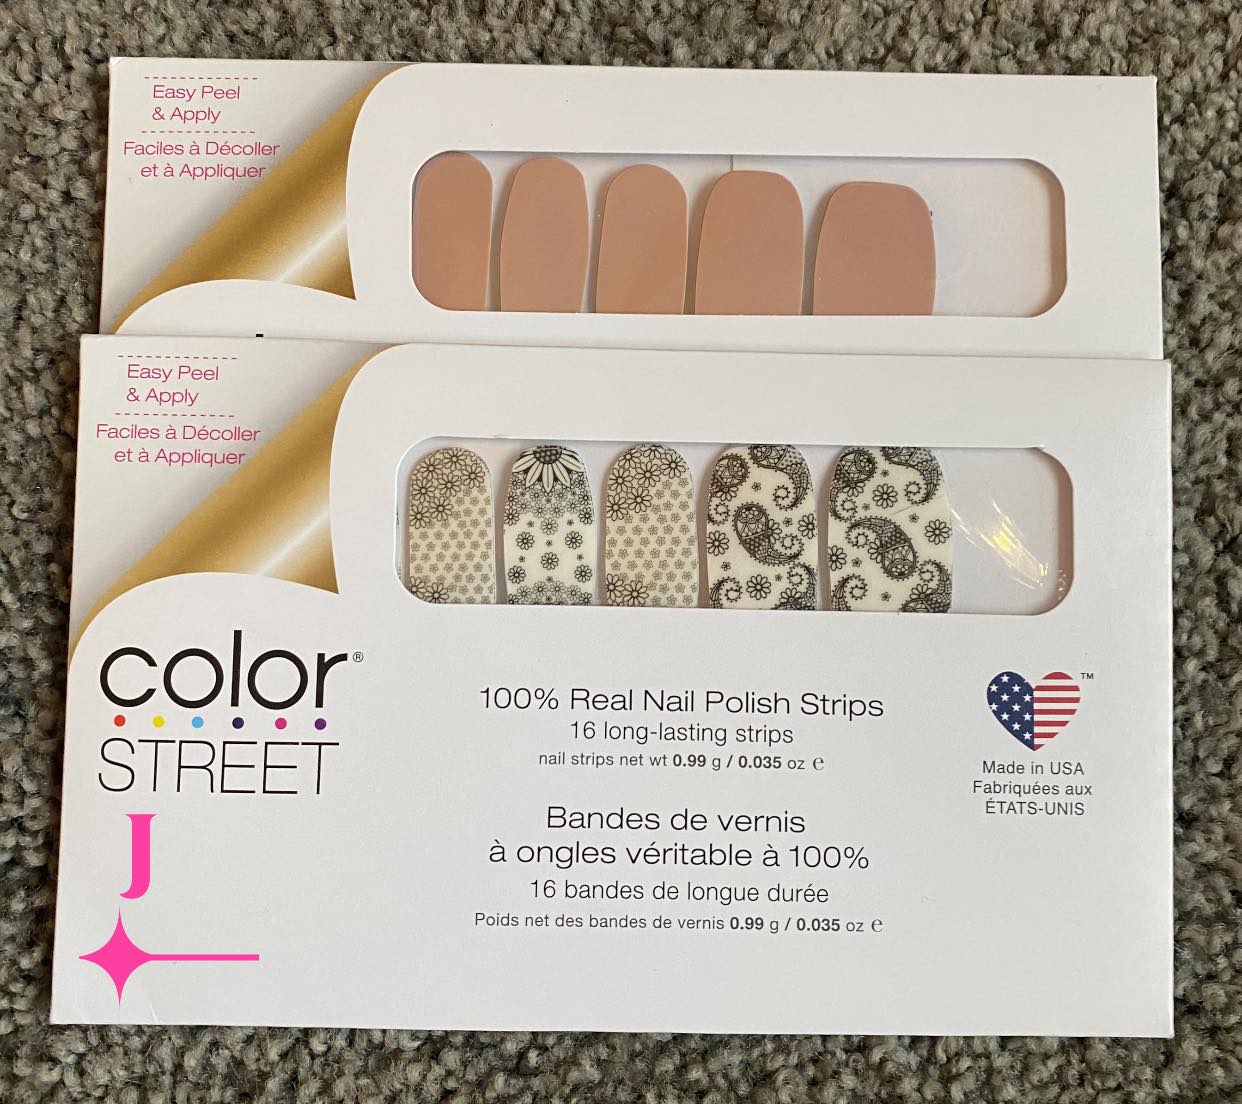 Easy Peel
& Apply
Faciles à Décoller
et à Appliquer
Easy Peel
& Apply
Faciles à Décoller
et à Appliquer
color®
STREET
J
100% Real Nail Polish Strips
16 long-lasting strips
nail strips net wt 0.99 g / 0.035 oz ℮
Bandes de vernis
à ongles véritable à 100%
16 bandes de longue durée
Poids net des bandes de vernis 0.99 g / 0.035 oz ℮
™
Made in USA
Fabriquées aux
ÉTATS-UNIS